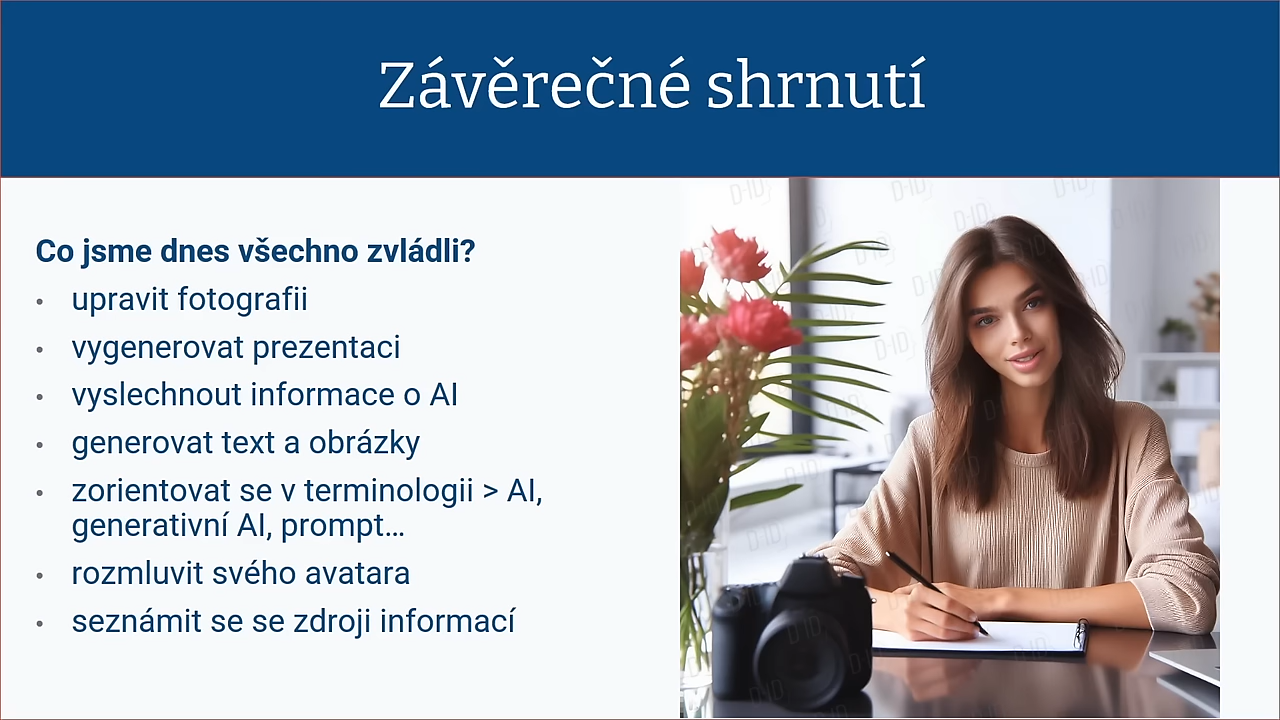 Závěrečné shrnutí
Co jsme dnes všechno zvládli?
• upravit fotografii
• vygenerovat prezentaci
• vyslechnout informace o AI
• generovat text a obrázky
• zorientovat se v terminologii > AI,
generativní AI, prompt…
• rozmluvit svého avatara
• seznámit se se zdroji informací
D-ID